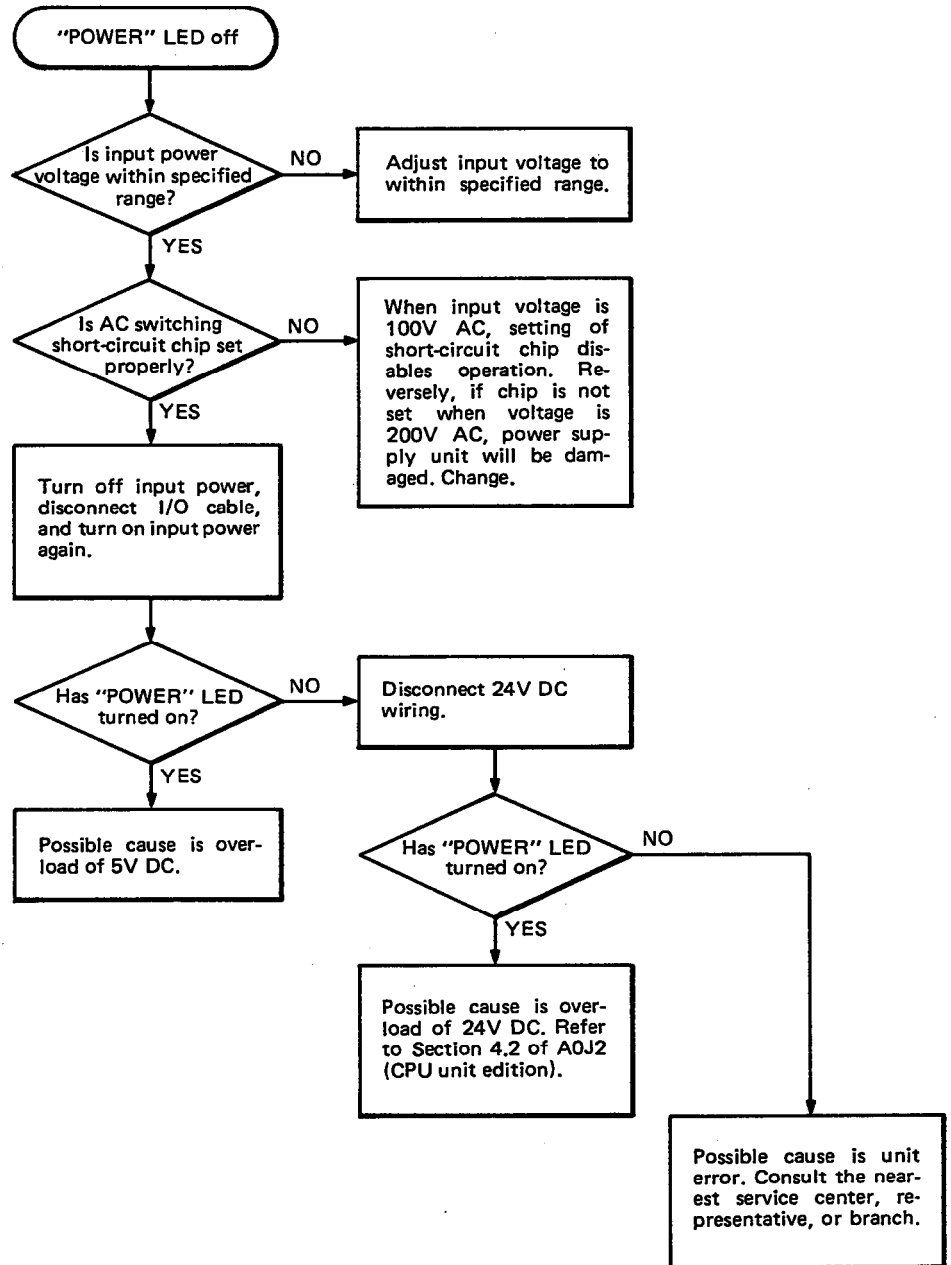 "POWER" LED off
Is input power
voltage within specified
range?
NO
Adjust input voltage to
within specified range.
YES
Is AC switching
short-circuit chip set
properly?
NO
When input voltage is
100V AC, setting of
short-circuit chip dis-
ables operation. Re-
versely, if chip is not
set when voltage is
200V AC, power sup-
ply unit will be dam-
aged. Change.
YES
Turn off input power,
disconnect I/O cable,
and turn on input power
again.
Has "POWER" LED
turned on?
NO
Disconnect 24V DC
wiring.
YES
Possible cause is over-
load of 5V DC.
Has "POWER" LED
turned on?
NO
YES
Possible cause is over-
load of 24V DC. Refer
to Section 4.2 of A0J2
(CPU unit edition).
Possible cause is unit
error. Consult the near-
est service center, re-
presentative, or branch.